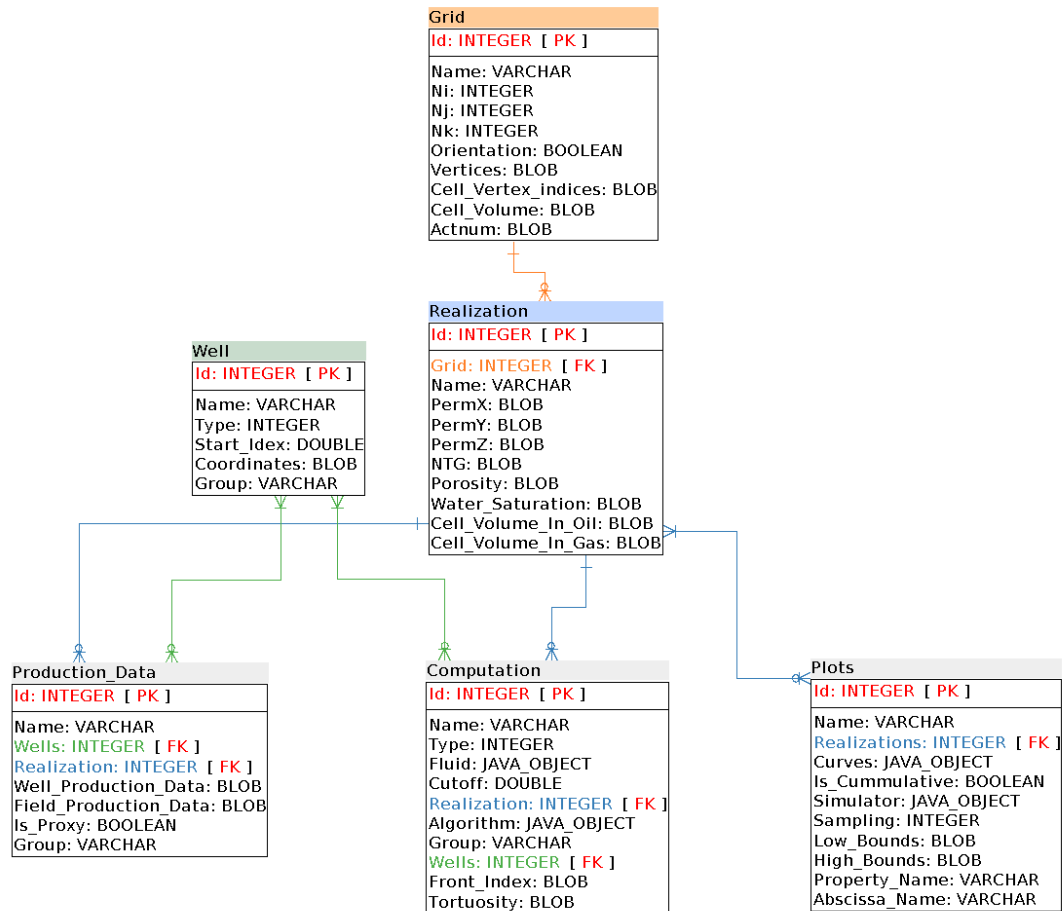 Grid
Id: INTEGER [ PK ]
Name: VARCHAR
Ni: INTEGER
Nj: INTEGER
Nk: INTEGER
Orientation: BOOLEAN
Vertices: BLOB
Cell_Vertex_indices: BLOB
Cell_Volume: BLOB
Actnum: BLOB
Realization
Id: INTEGER [ PK ]
Grid: INTEGER [ FK ]
Name: VARCHAR
PermX: BLOB
PermY: BLOB
PermZ: BLOB
NTG: BLOB
Porosity: BLOB
Water_Saturation: BLOB
Cell_Volume_In_Oil: BLOB
Cell_Volume_In_Gas: BLOB
Well
Id: INTEGER [ PK ]
Name: VARCHAR
Type: INTEGER
Start_Idex: DOUBLE
Coordinates: BLOB
Group: VARCHAR
Production_Data
Id: INTEGER [ PK ]
Name: VARCHAR
Wells: INTEGER [ FK ]
Realization: INTEGER [ FK ]
Well_Production_Data: BLOB
Field_Production_Data: BLOB
Is_Proxy: BOOLEAN
Group: VARCHAR
Computation
Id: INTEGER [ PK ]
Name: VARCHAR
Type: INTEGER
Fluid: JAVA_OBJECT
Cutoff: DOUBLE
Realization: INTEGER [ FK ]
Algorithm: JAVA_OBJECT
Group: VARCHAR
Wells: INTEGER [ FK ]
Front_Index: BLOB
Tortuosity: BLOB
Plots
Id: INTEGER [ PK ]
Name: VARCHAR
Realizations: INTEGER [ FK ]
Curves: JAVA_OBJECT
Is_Cummulative: BOOLEAN
Simulator: JAVA_OBJECT
Sampling: INTEGER
Low_Bounds: BLOB
High_Bounds: BLOB
Property_Name: VARCHAR
Abscissa_Name: VARCHAR